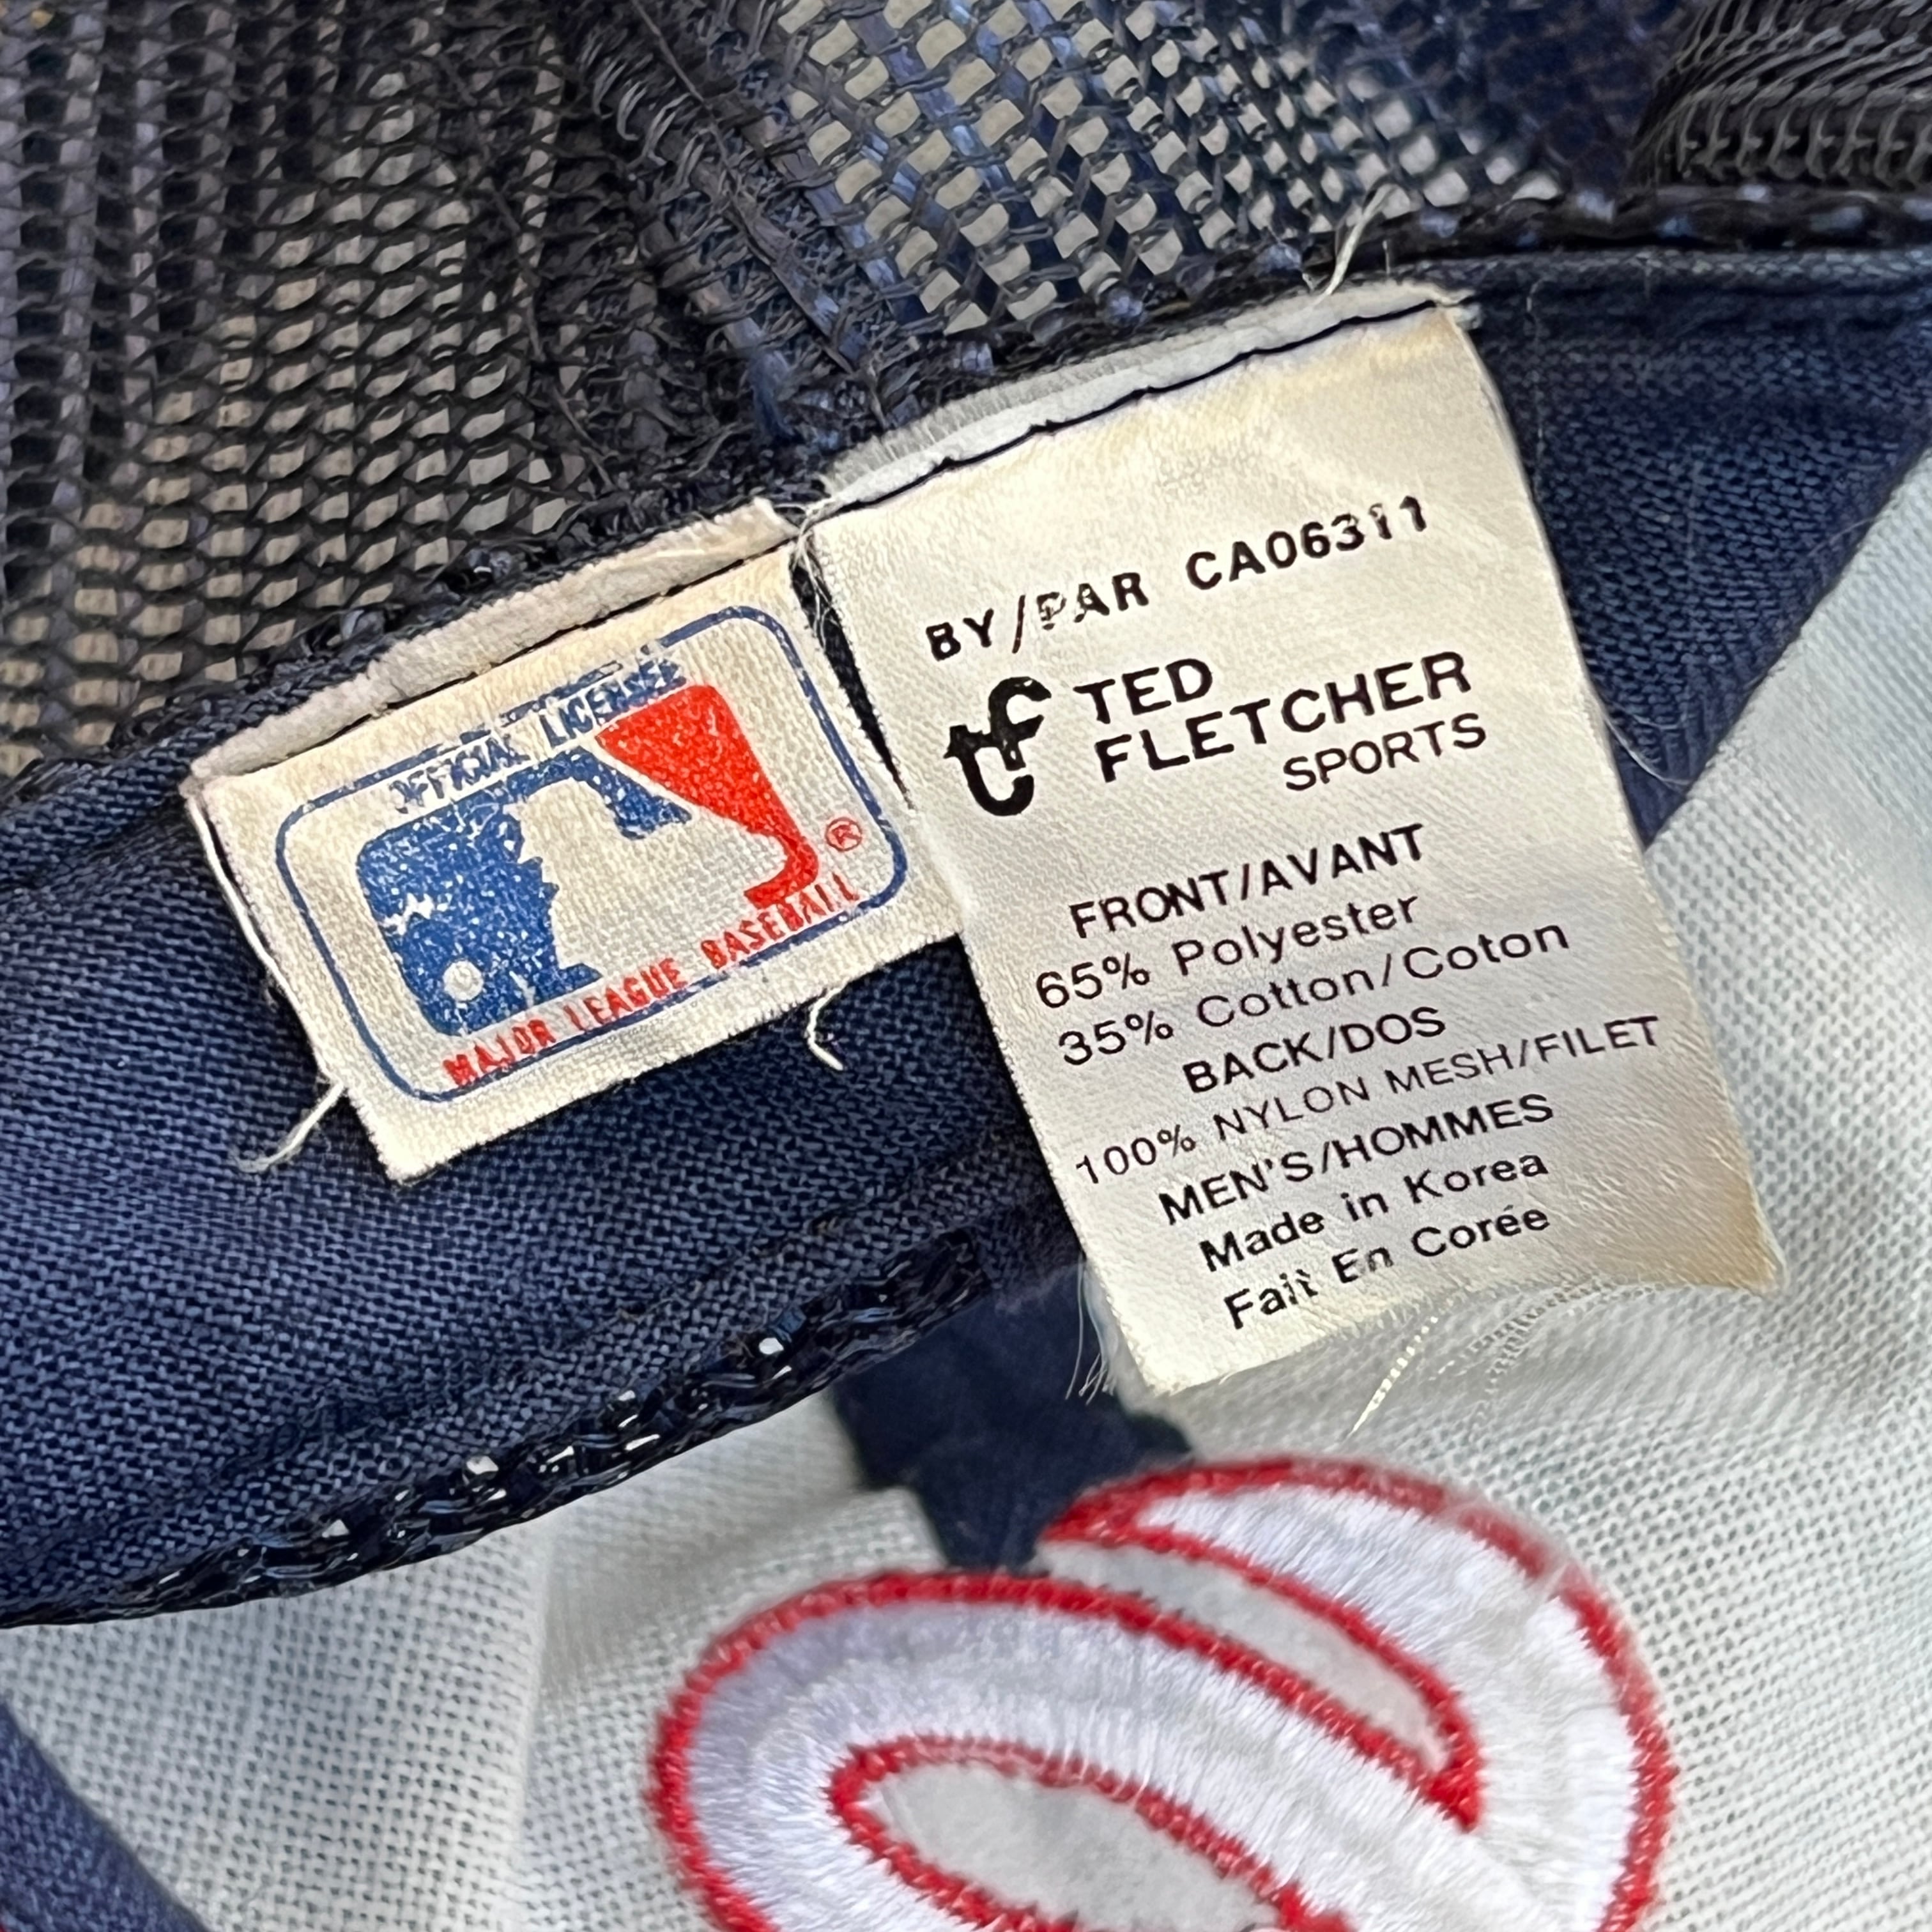 OFFICIAL LICENSEE
®
MAJOR LEAGUE BASEBALL
BY/PAR CA06311
tf TED
FLETCHER
SPORTS
FRONT/AVANT
65% Polyester
35% Cotton/Coton
BACK/DOS
100% NYLON MESH/FILET
MEN'S/HOMMES
Made in Korea
Fait En Corée